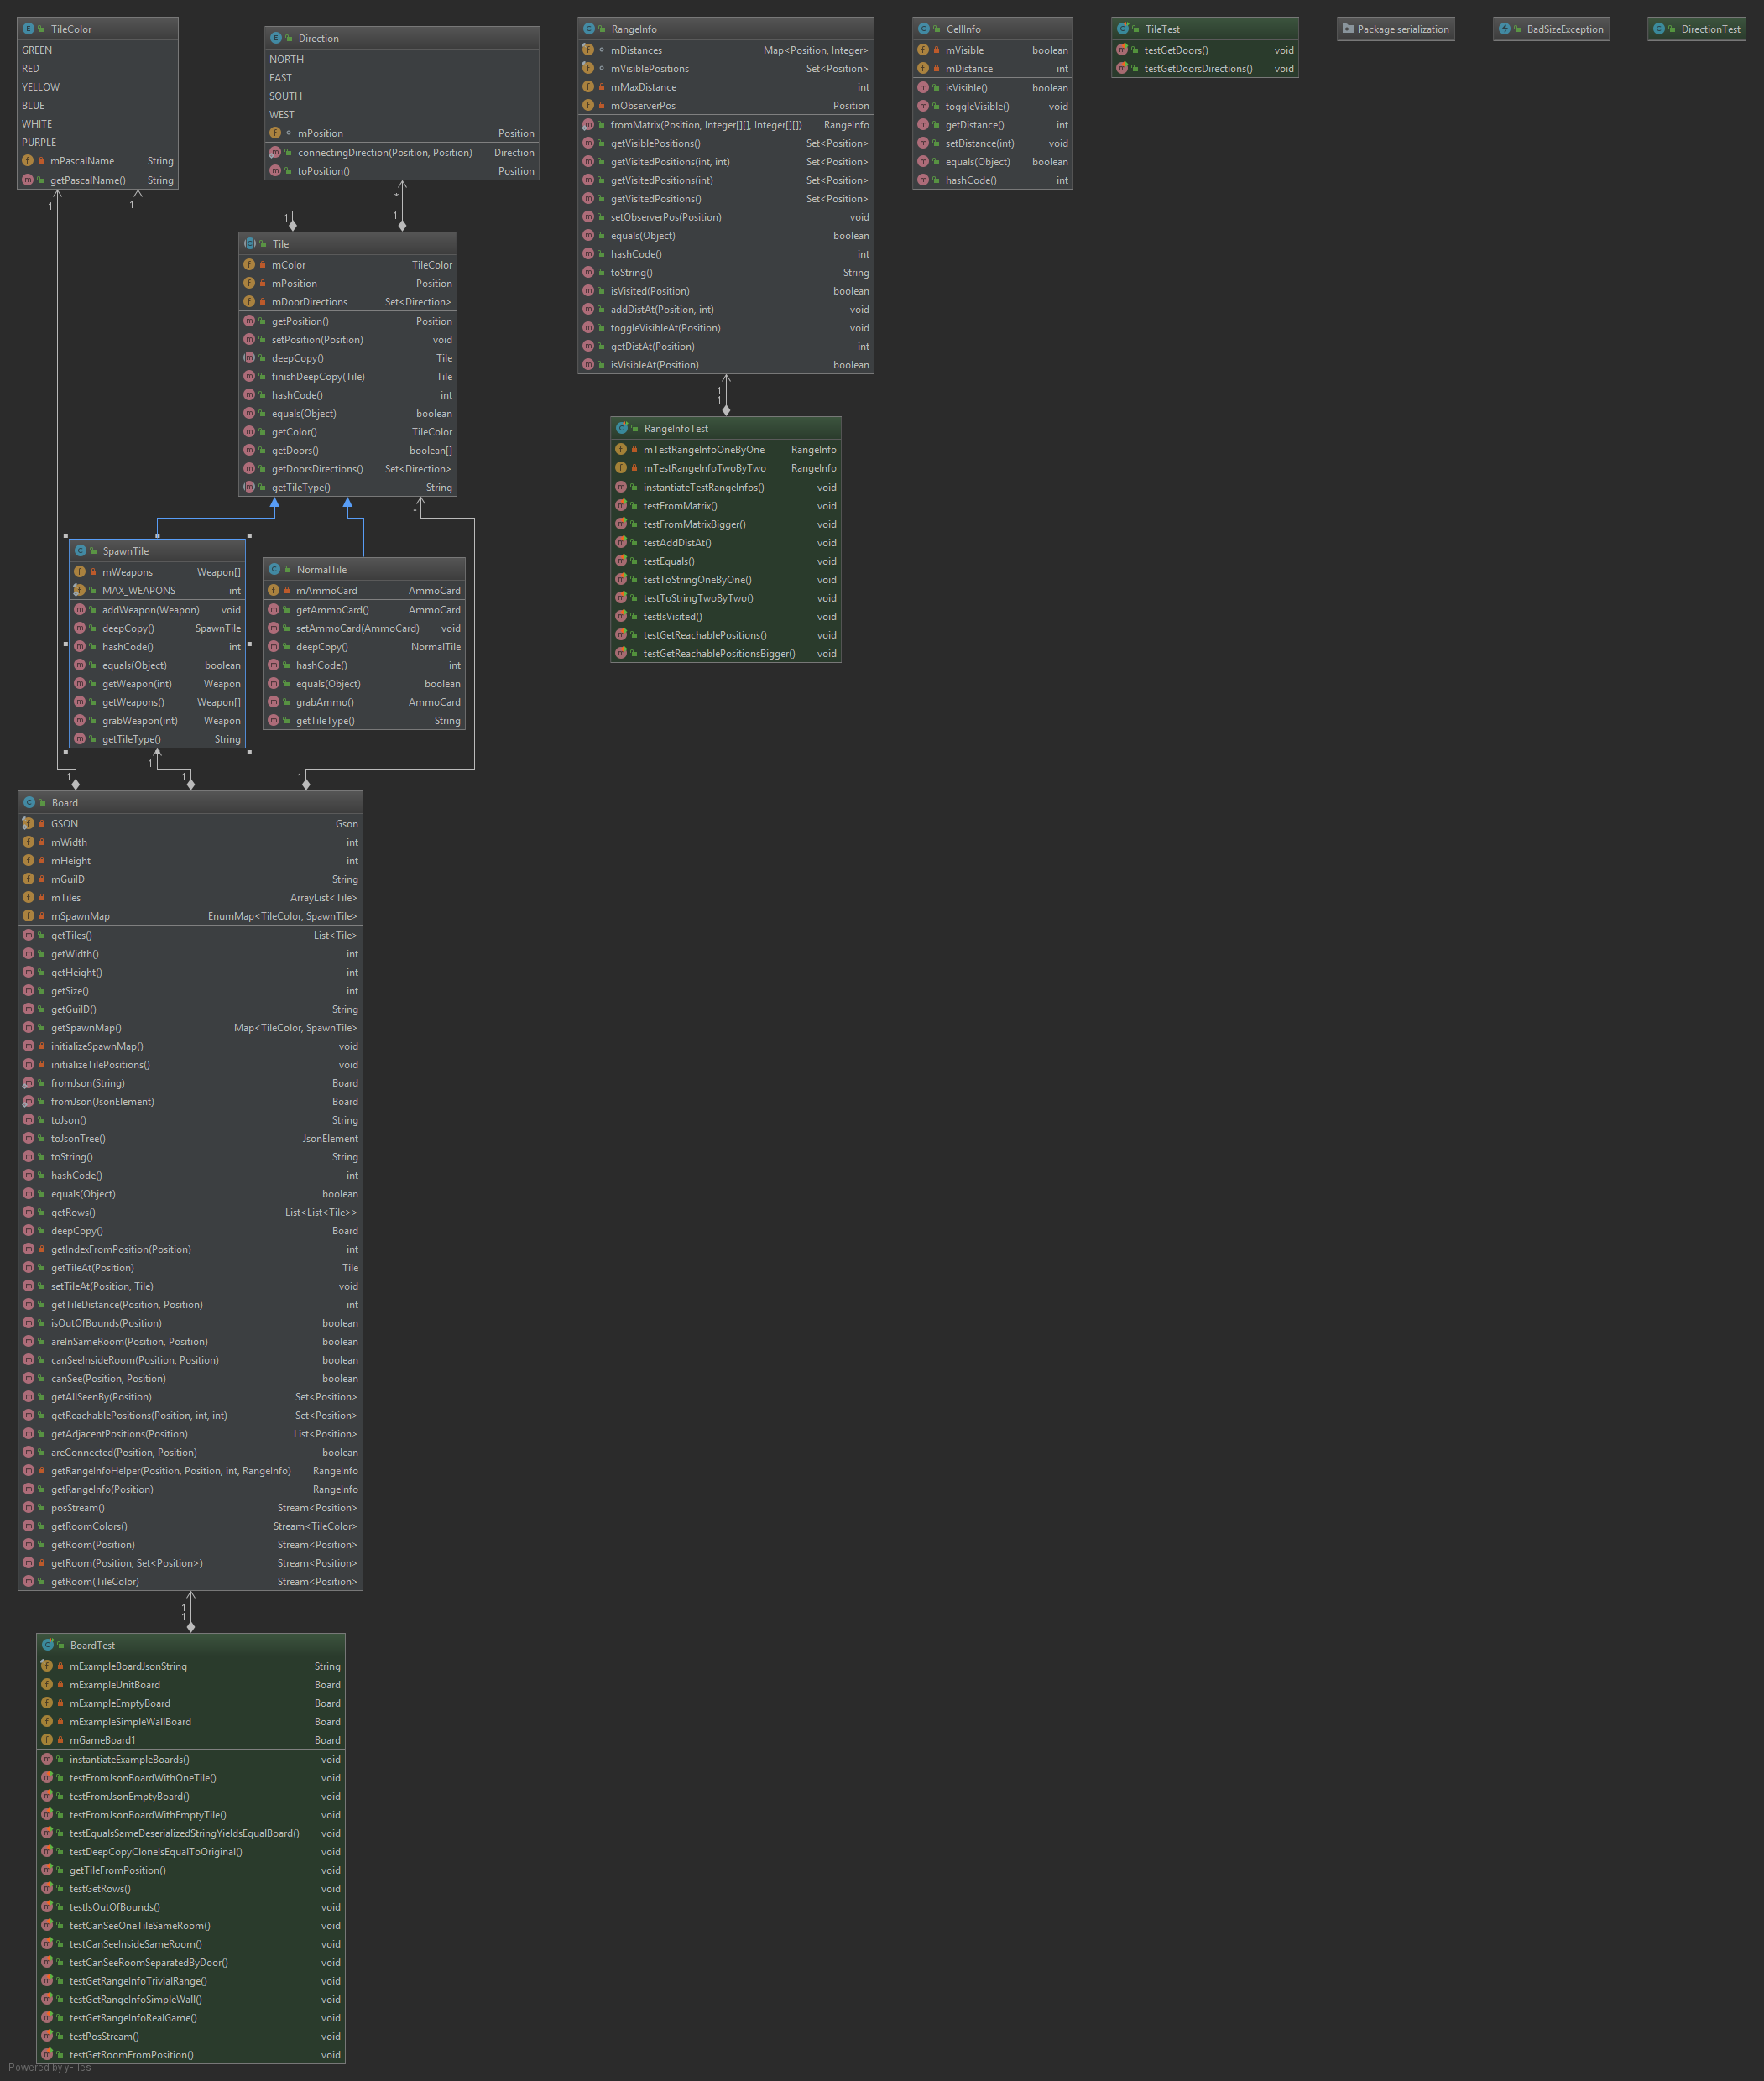 TileColor
GREEN
RED
YELLOW
BLUE
WHITE
PURPLE
mPascalName String
getPascalName() String
Direction
NORTH
EAST
SOUTH
WEST
mPosition Position
connectingDirection(Position, Position) Direction
toPosition() Position
RangeInfo
mDistances Map<Position, Integer>
mVisiblePositions Set<Position>
mMaxDistance int
mObserverPos Position
fromMatrix(Position, Integer[][], Integer[][]) RangeInfo
getVisiblePositions() Set<Position>
getVisitedPositions(int, int) Set<Position>
getVisitedPositions(int) Set<Position>
getVisitedPositions() Set<Position>
setObserverPos(Position) void
equals(Object) boolean
hashCode() int
toString() String
isVisited(Position) boolean
addDistAt(Position, int) void
toggleVisibleAt(Position) void
getDistAt(Position) int
isVisibleAt(Position) boolean
CellInfo
mVisible boolean
mDistance int
isVisible() boolean
toggleVisible() void
getDistance() int
setDistance(int) void
equals(Object) boolean
hashCode() int
TileTest
testGetDoors() void
testGetDoorsDirections() void
Package serialization
BadSizeException
DirectionTest
1
1
1
*
1
Tile
mColor TileColor
mPosition Position
mDoorDirections Set<Direction>
getPosition() Position
setPosition(Position) void
deepCopy() Tile
finishDeepCopy(Tile) Tile
hashCode() int
equals(Object) boolean
getColor() TileColor
getDoors() boolean[]
getDoorsDirections() Set<Direction>
getTileType() String
1
1
RangeInfoTest
mTestRangeInfoOneByOne RangeInfo
mTestRangeInfoTwoByTwo RangeInfo
instantiateTestRangeInfos() void
testFromMatrix() void
testFromMatrixBigger() void
testAddDistAt() void
testEquals() void
testToStringOneByOne() void
testToStringTwoByTwo() void
testIsVisited() void
testGetReachablePositions() void
testGetReachablePositionsBigger() void
*
SpawnTile
mWeapons Weapon[]
MAX_WEAPONS int
addWeapon(Weapon) void
deepCopy() SpawnTile
hashCode() int
equals(Object) boolean
getWeapon(int) Weapon
getWeapons() Weapon[]
grabWeapon(int) Weapon
getTileType() String
NormalTile
mAmmoCard AmmoCard
getAmmoCard() AmmoCard
setAmmoCard(AmmoCard) void
deepCopy() NormalTile
hashCode() int
equals(Object) boolean
grabAmmo() AmmoCard
getTileType() String
1
1
1
1
Board
GSON Gson
mWidth int
mHeight int
mGuiID String
mTiles ArrayList<Tile>
mSpawnMap EnumMap<TileColor, SpawnTile>
getTiles() List<Tile>
getWidth() int
getHeight() int
getSize() int
getGuiID() String
getSpawnMap() Map<TileColor, SpawnTile>
initializeSpawnMap() void
initializeTilePositions() void
fromJson(String) Board
fromJson(JsonElement) Board
toJson() String
toJsonTree() JsonElement
toString() String
hashCode() int
equals(Object) boolean
getRows() List<List<Tile>>
deepCopy() Board
getIndexFromPosition(Position) int
getTileAt(Position) Tile
setTileAt(Position, Tile) void
getTileDistance(Position, Position) int
isOutOfBounds(Position) boolean
areInSameRoom(Position, Position) boolean
canSeeInsideRoom(Position, Position) boolean
canSee(Position, Position) boolean
getAllSeenBy(Position) Set<Position>
getReachablePositions(Position, int, int) Set<Position>
getAdjacentPositions(Position) List<Position>
areConnected(Position, Position) boolean
getRangeInfoHelper(Position, Position, int, RangeInfo) RangeInfo
getRangeInfo(Position) RangeInfo
posStream() Stream<Position>
getRoomColors() Stream<TileColor>
getRoom(Position) Stream<Position>
getRoom(Position, Set<Position>) Stream<Position>
getRoom(TileColor) Stream<Position>
1
1
BoardTest
mExampleBoardJsonString String
mExampleUnitBoard Board
mExampleEmptyBoard Board
mExampleSimpleWallBoard Board
mGameBoard1 Board
instantiateExampleBoards() void
testFromJsonBoardWithOneTile() void
testFromJsonEmptyBoard() void
testFromJsonBoardWithEmptyTile() void
testEqualsSameDeserializedStringYieldsEqualBoard() void
testDeepCopyCloneIsEqualToOriginal() void
getTileFromPosition() void
testGetRows() void
testIsOutOfBounds() void
testCanSeeOneTileSameRoom() void
testCanSeeInsideSameRoom() void
testCanSeeRoomSeparatedByDoor() void
testGetRangeInfoTrivialRange() void
testGetRangeInfoSimpleWall() void
testGetRangeInfoRealGame() void
testPosStream() void
testGetRoomFromPosition() void
Powered by yFiles